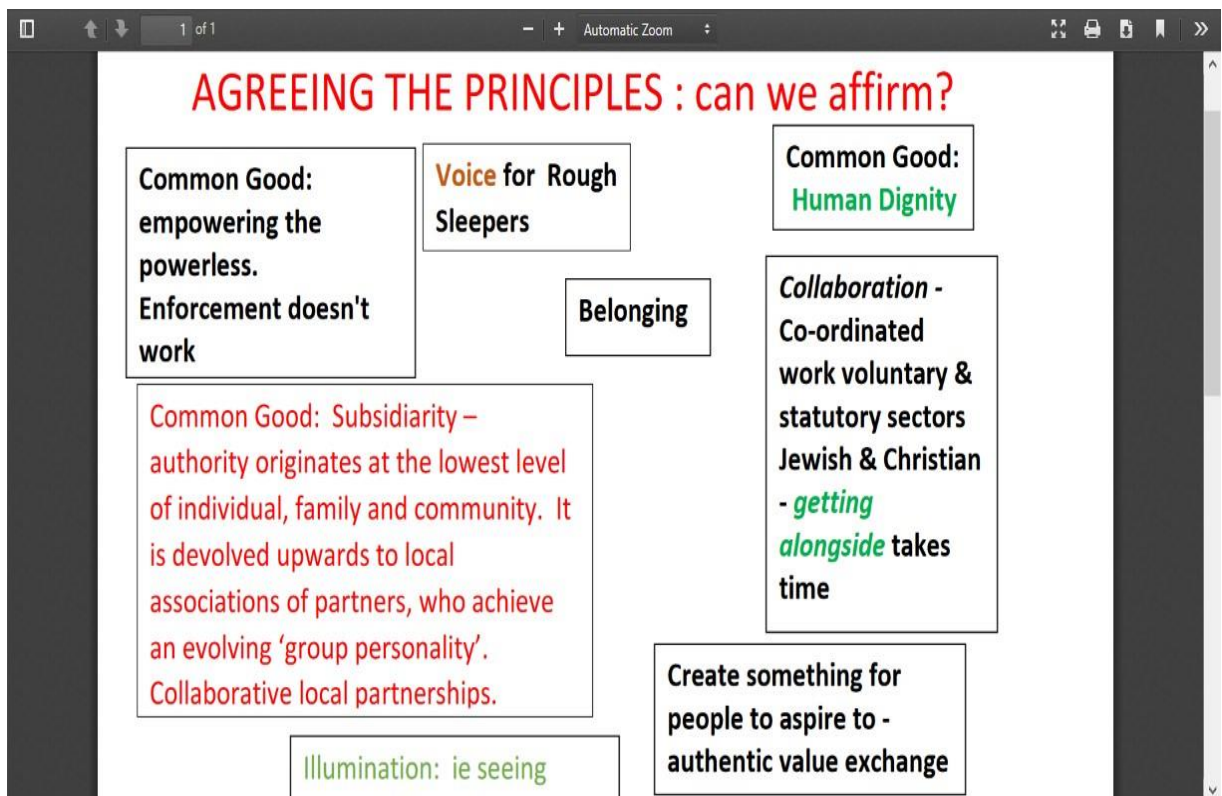 1 of 1
Automatic Zoom
AGREEING THE PRINCIPLES : can we affirm?
Common Good:
empowering the
powerless.
Enforcement doesn't
work
Voice for Rough
Sleepers
Common Good:
Human Dignity
Belonging
Collaboration -
Co-ordinated
work voluntary &
statutory sectors
Jewish & Christian
- getting
alongside takes
time
Common Good: Subsidiarity –
authority originates at the lowest level
of individual, family and community. It
is devolved upwards to local
associations of partners, who achieve
an evolving ‘group personality’.
Collaborative local partnerships.
Create something for
people to aspire to -
authentic value exchange
Illumination: ie seeing